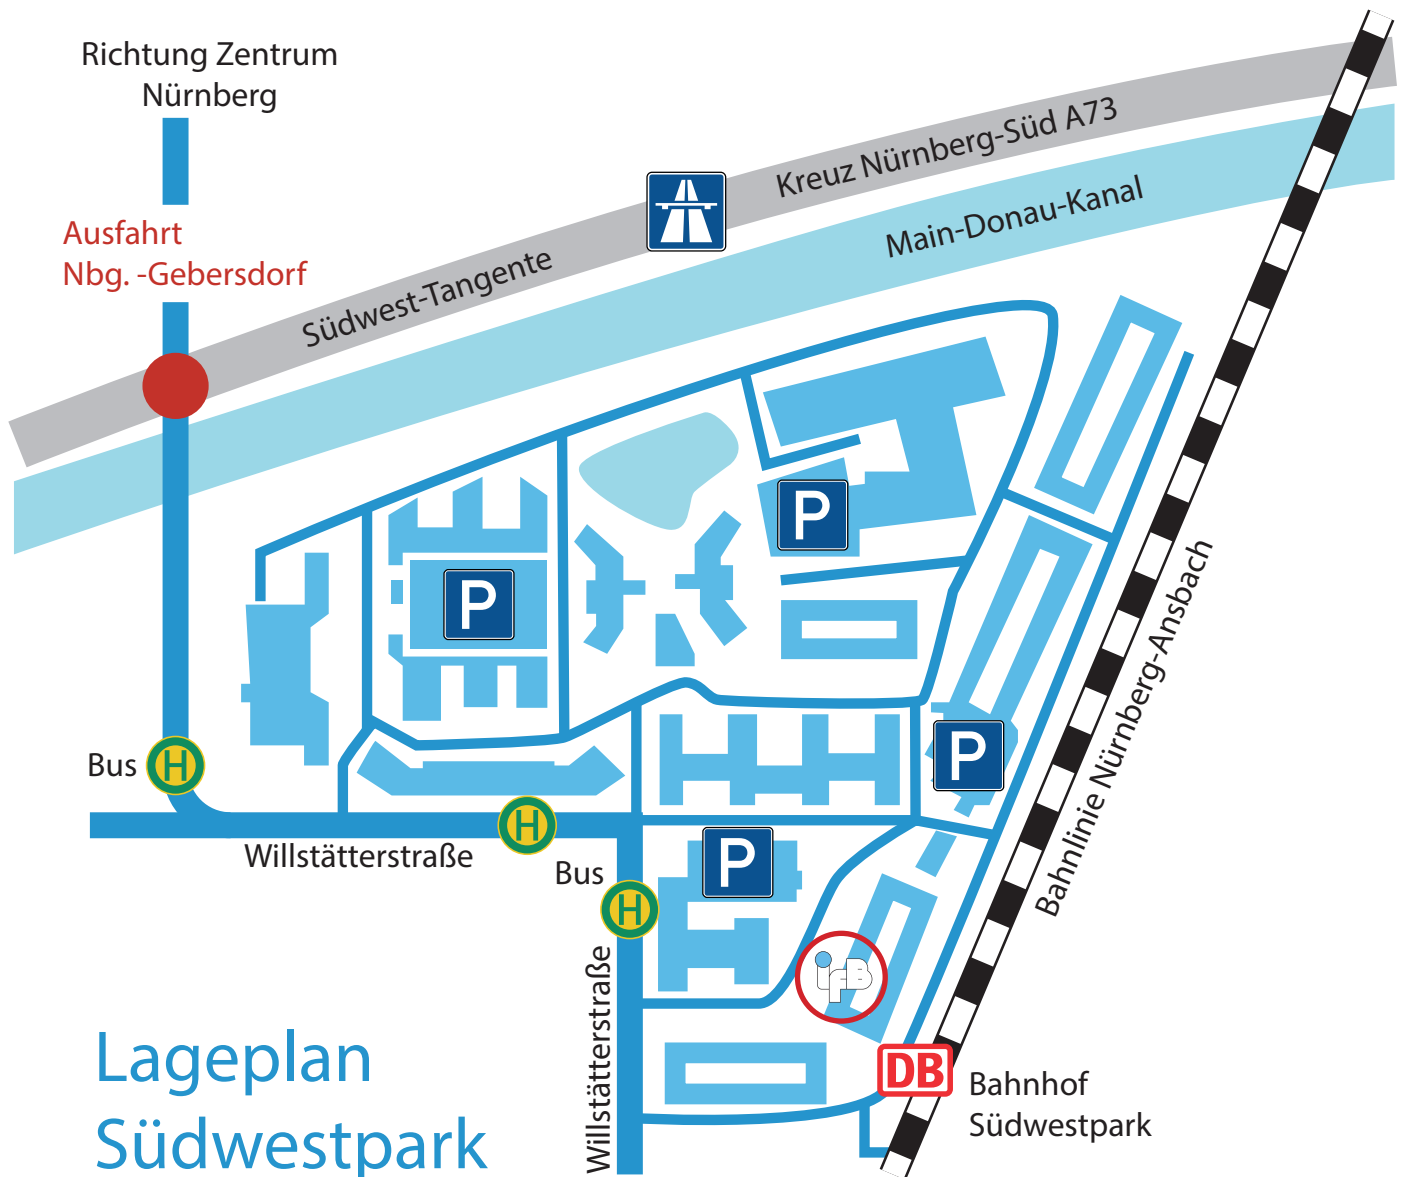 Richtung Zentrum
Nürnberg
Ausfahrt
Nbg. -Gebersdorf
Südwest-Tangente
Kreuz Nürnberg-Süd A73
Main-Donau-Kanal
P
P
P
P
Bahnlinie Nürnberg-Ansbach
Bus H
H
Willstätterstraße
Bus
H
Willstätterstraße
ifB
DB
Bahnhof
Südwestpark
Lageplan
Südwestpark